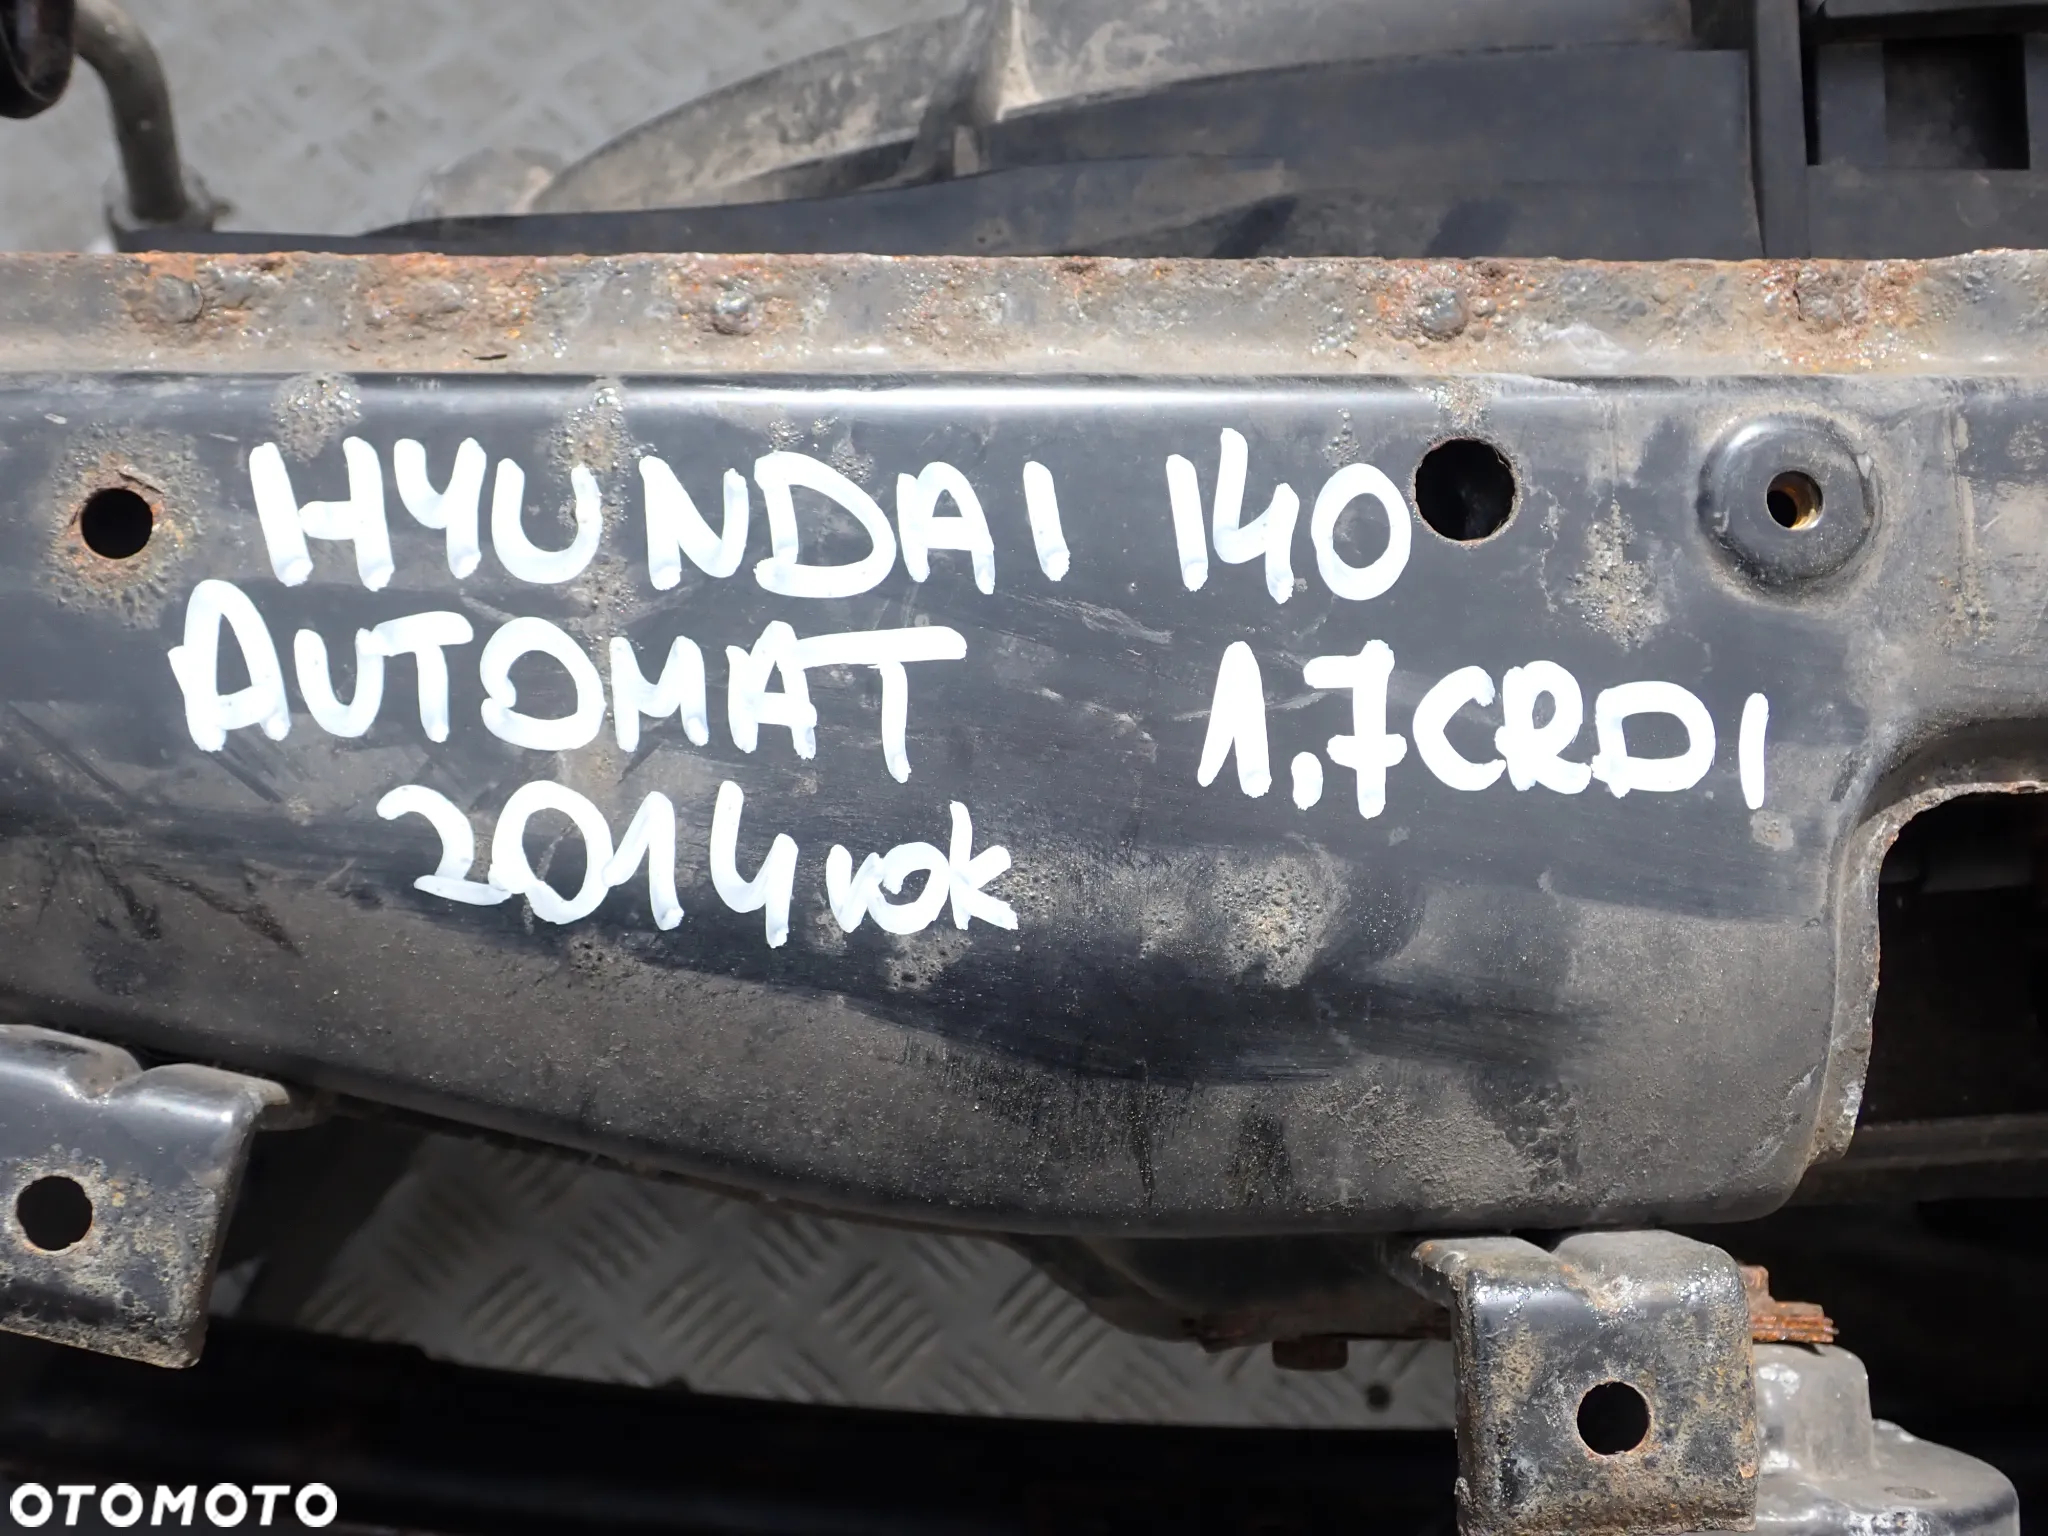 HYUNDAI I40
AUTOMAT 1,7CRDI
2014 rok
OTOMOTO